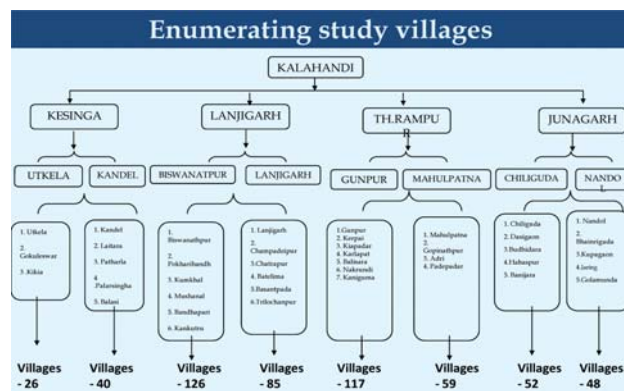 Enumerating study villages
KALAHANDI
KESINGA
LANJIGARH
TH.RAMPU
R
JUNAGARH
UTKELA
KANDEL
BISWANATPUR
LANJIGARH
GUNPUR
MAHULPATNA
CHILIGUDA
NANDO
L
1. Utkela
2.
Gokuleswar
3. Kikia
1. Kandel
2. Laitara
3. Patharla
4
.Palarsingha
5. Balani
1.
Biswanathpur
2.
Pokharibandh
3. Kumkhal
4. Mushanal
5. Bandhapari
6. Kankutru
1. Lanjigarh
2.
Champadeipur
3. Chatrapur
4. Batelima
5. Basantpada
6. Trilochanpur
1. Gunpur
2. Kerpai
3. Kiapadar
4. Karlapat
5. Balisara
6. Nakrundi
7. Kaniguma
1. Mahulpatna
2.
Gopinathpur
3. Adri
4. Padepadar
1. Chiliguda
2. Dasigaon
3. Budhidara
4. Habaspur
5. Banijara
1. Nandol
2.
Bhainriguda
3. Kapagaon
4. Jaring
5. Golamunda
Villages
- 26
Villages
- 40
Villages
- 126
Villages
- 85
Villages
- 117
Villages
- 59
Villages
- 52
Villages
- 48